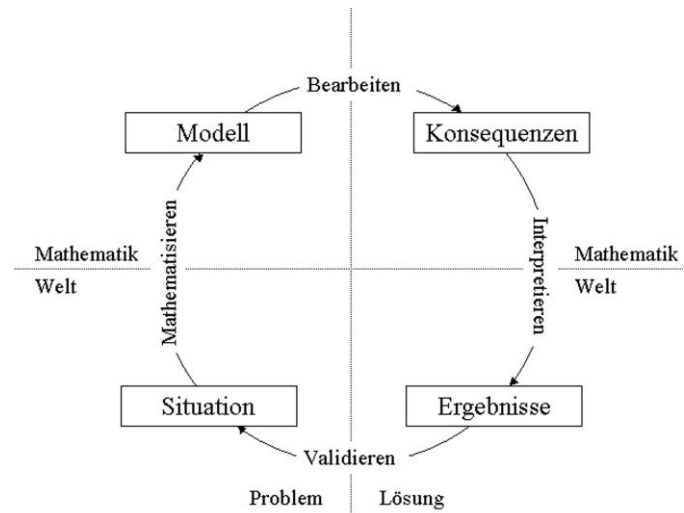 Bearbeiten
Modell
Konsequenzen
Mathematisieren
Interpretieren
Mathematik
Mathematik
Welt
Welt
Situation
Ergebnisse
Validieren
Problem
Lösung